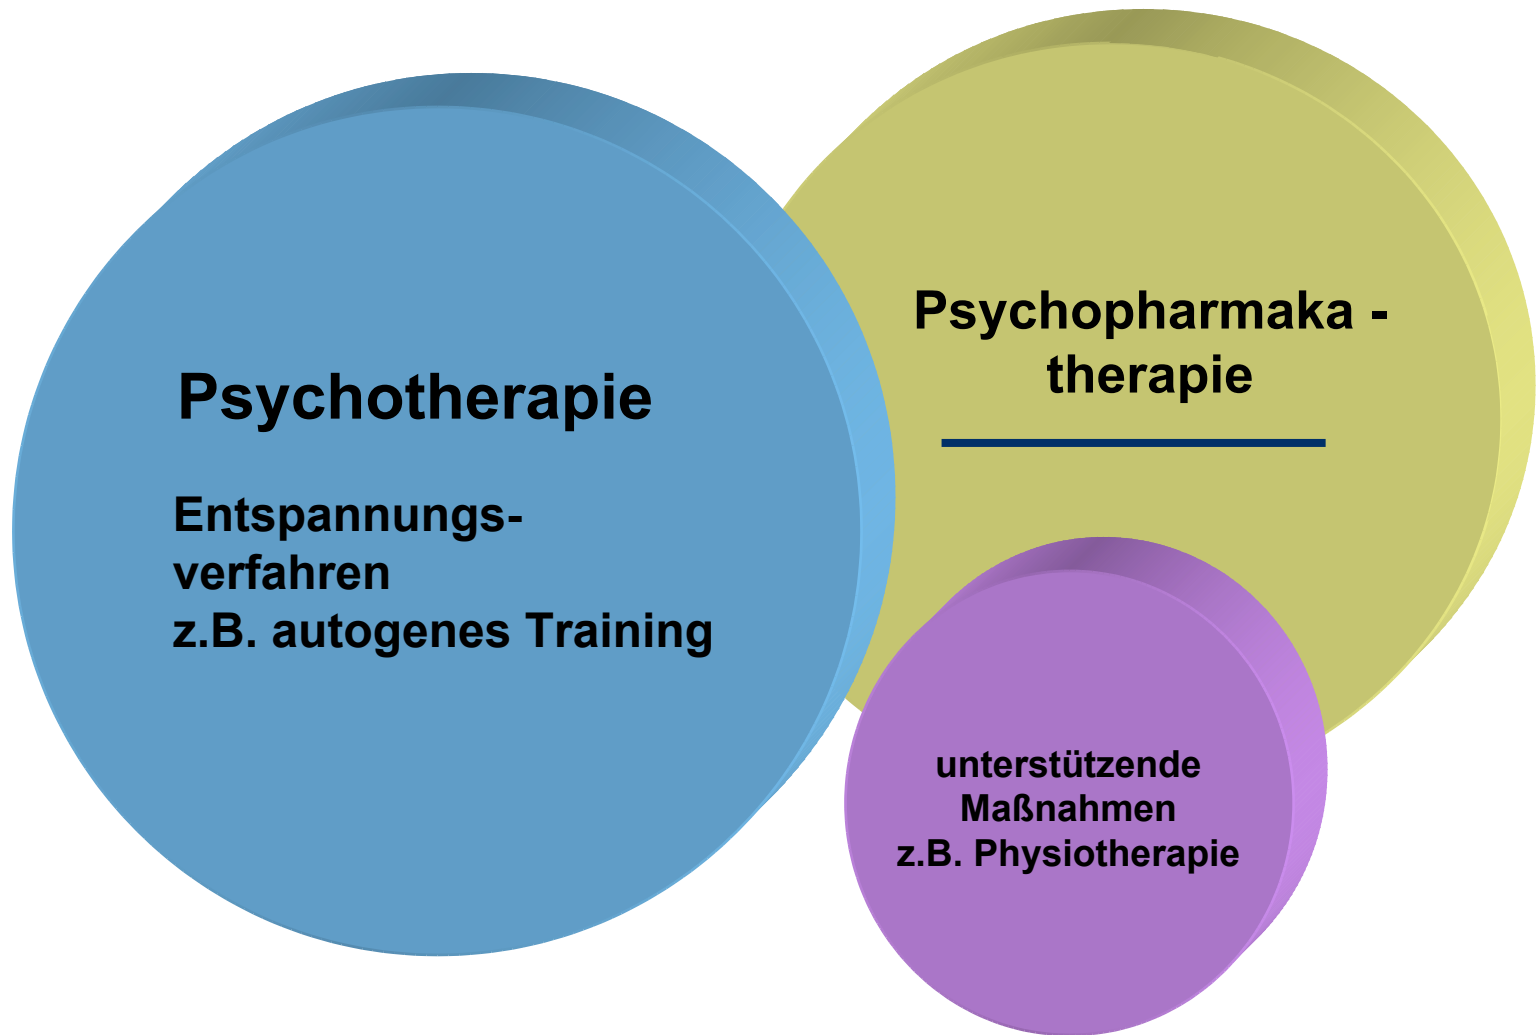 Psychotherapie
Entspannungs-
verfahren
z.B. autogenes Training
Psychopharmaka -
therapie
unterstützende
Maßnahmen
z.B. Physiotherapie